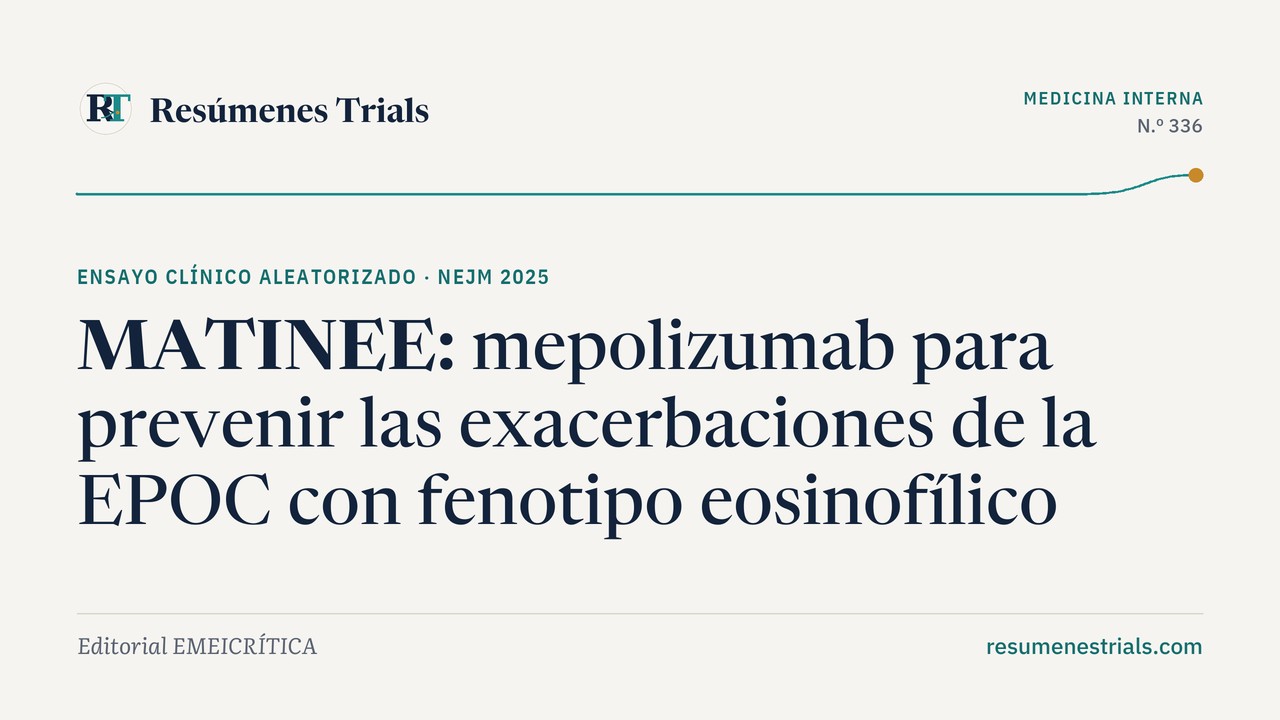 RT Resúmenes Trials
MEDICINA INTERNA
N.º 336
ENSAYO CLÍNICO ALEATORIZADO · NEJM 2025
MATINEE: mepolizumab para
prevenir las exacerbaciones de la
EPOC con fenotipo eosinofílico
Editorial EMEICRÍTICA
resumenestrials.com